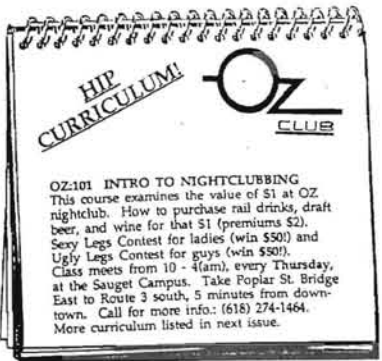 HIP
CURRICULUM!
OZ
CLUB
OZ:101 INTRO TO NIGHTCLUBBING
This course examines the value of $1 at OZ
nightclub. How to purchase rail drinks, draft
beer, and wine for that $1 (premiums $2).
Sexy Legs Contest for ladies (win $50!) and
Ugly Legs Contest for guys (win $50!).
Class meets from 10 - 4(am), every Thursday,
at the Sauget Campus. Take Poplar St. Bridge
East to Route 3 south, 5 minutes from down-
town. Call for more info.: (618) 274-1464.
More curriculum listed in next issue.